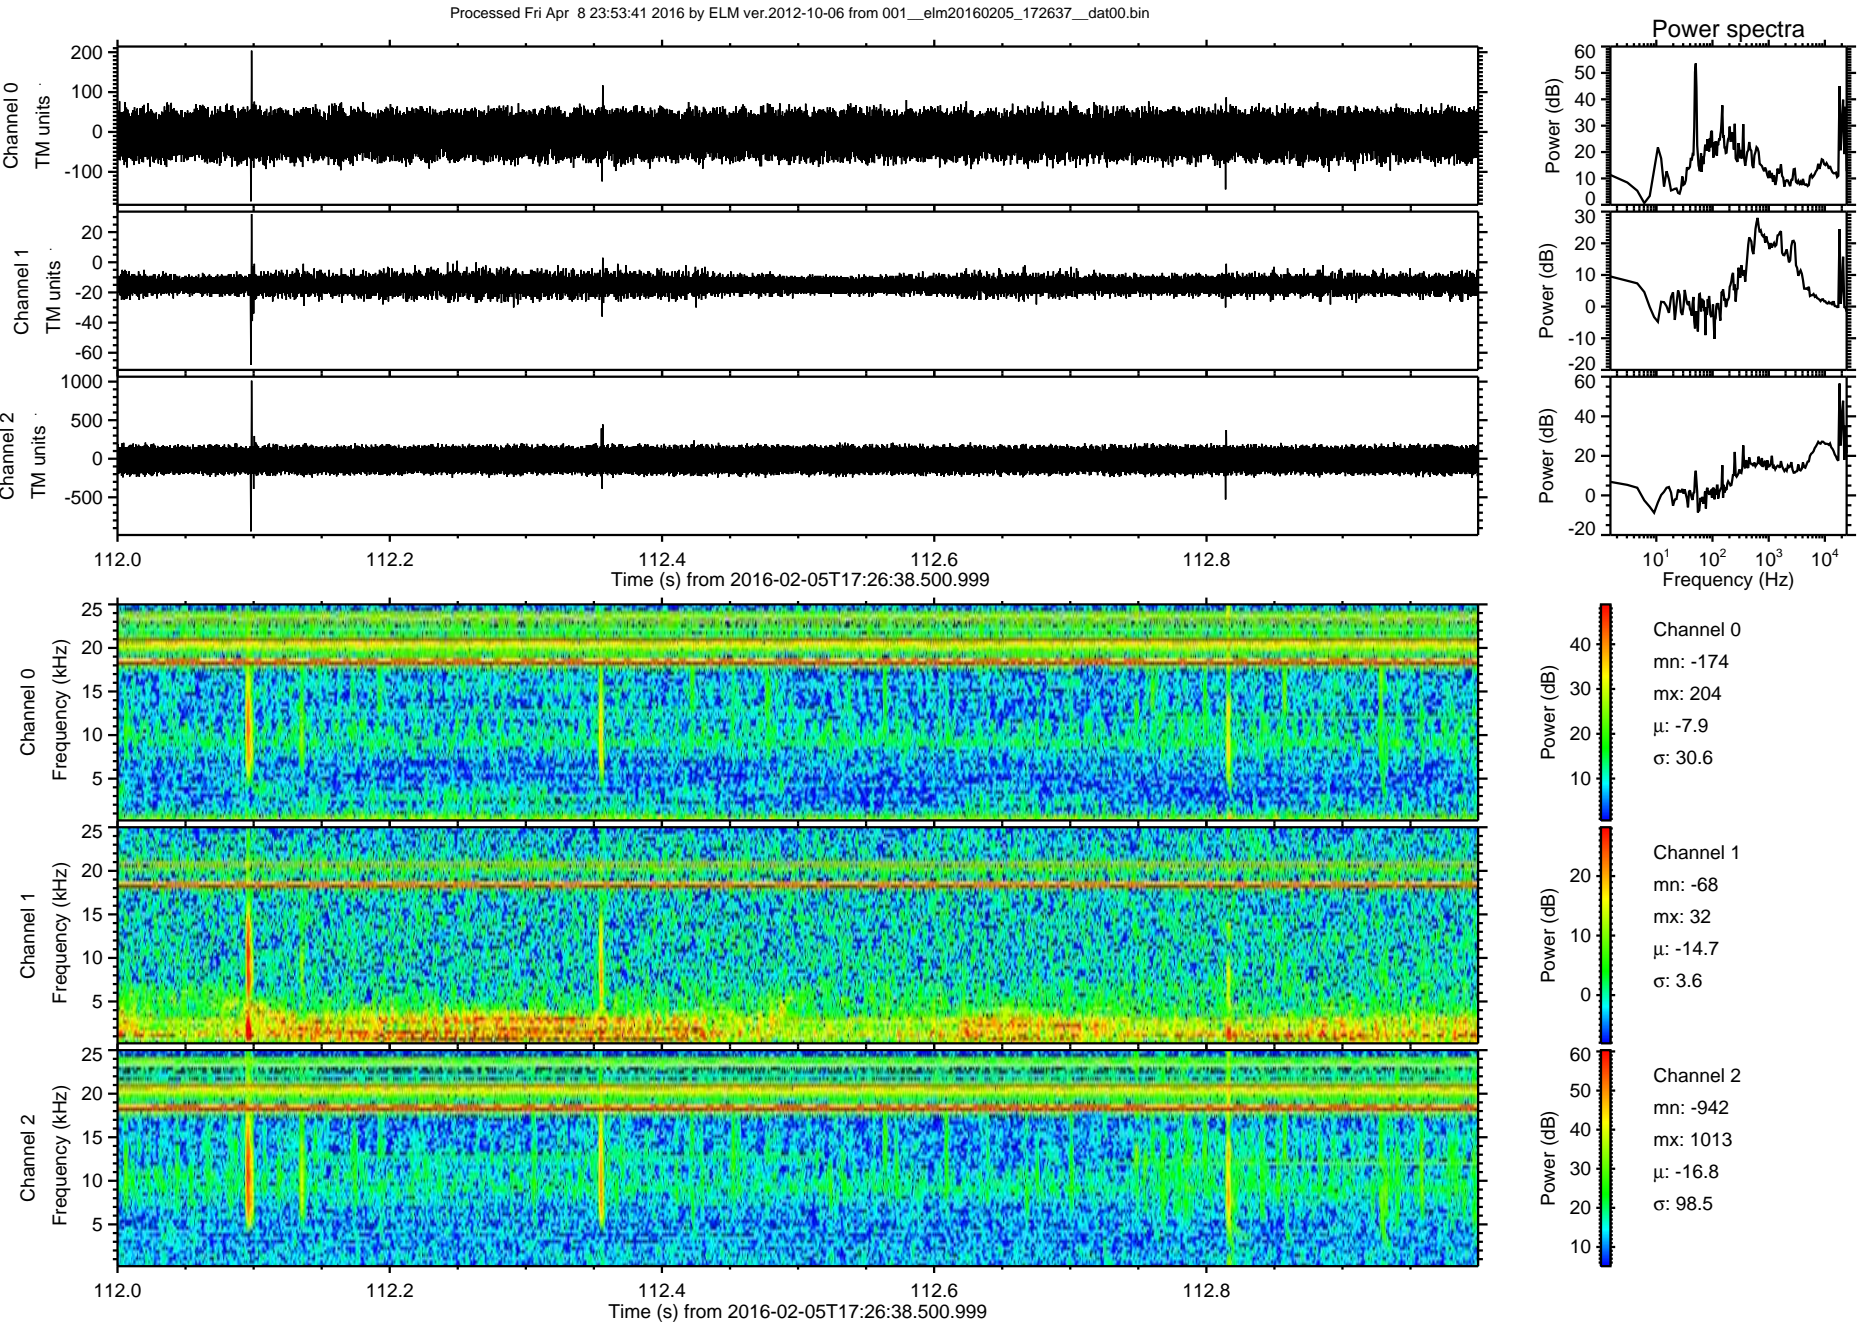 Processed Fri Apr  8 23:53:41 2016 by ELM ver.2012-10-06 from 001__elm20160205_172637__dat00.bin
Power spectra
Channel 0
TM units
200
100
0
-100
Power (dB)
60
50
40
30
20
10
0
Channel 1
TM units
20
0
-20
-40
-60
Power (dB)
30
20
10
0
-10
-20
Channel 2
TM units
1000
500
0
-500
Power (dB)
60
40
20
0
-20
112.0 112.2 112.4 112.6 112.8
Time (s) from 2016-02-05T17:26:38.500.999
10^1 10^2 10^3 10^4
Frequency (Hz)
Channel 0
Frequency (kHz)
25
20
15
10
5
Power (dB)
40
30
20
10
Channel 0
mn: -174
mx: 204
μ: -7.9
σ: 30.6
Channel 1
Frequency (kHz)
25
20
15
10
5
Power (dB)
20
10
0
Channel 1
mn: -68
mx: 32
μ: -14.7
σ: 3.6
Channel 2
Frequency (kHz)
25
20
15
10
5
Power (dB)
60
50
40
30
20
10
Channel 2
mn: -942
mx: 1013
μ: -16.8
σ: 98.5
112.0 112.2 112.4 112.6 112.8
Time (s) from 2016-02-05T17:26:38.500.999